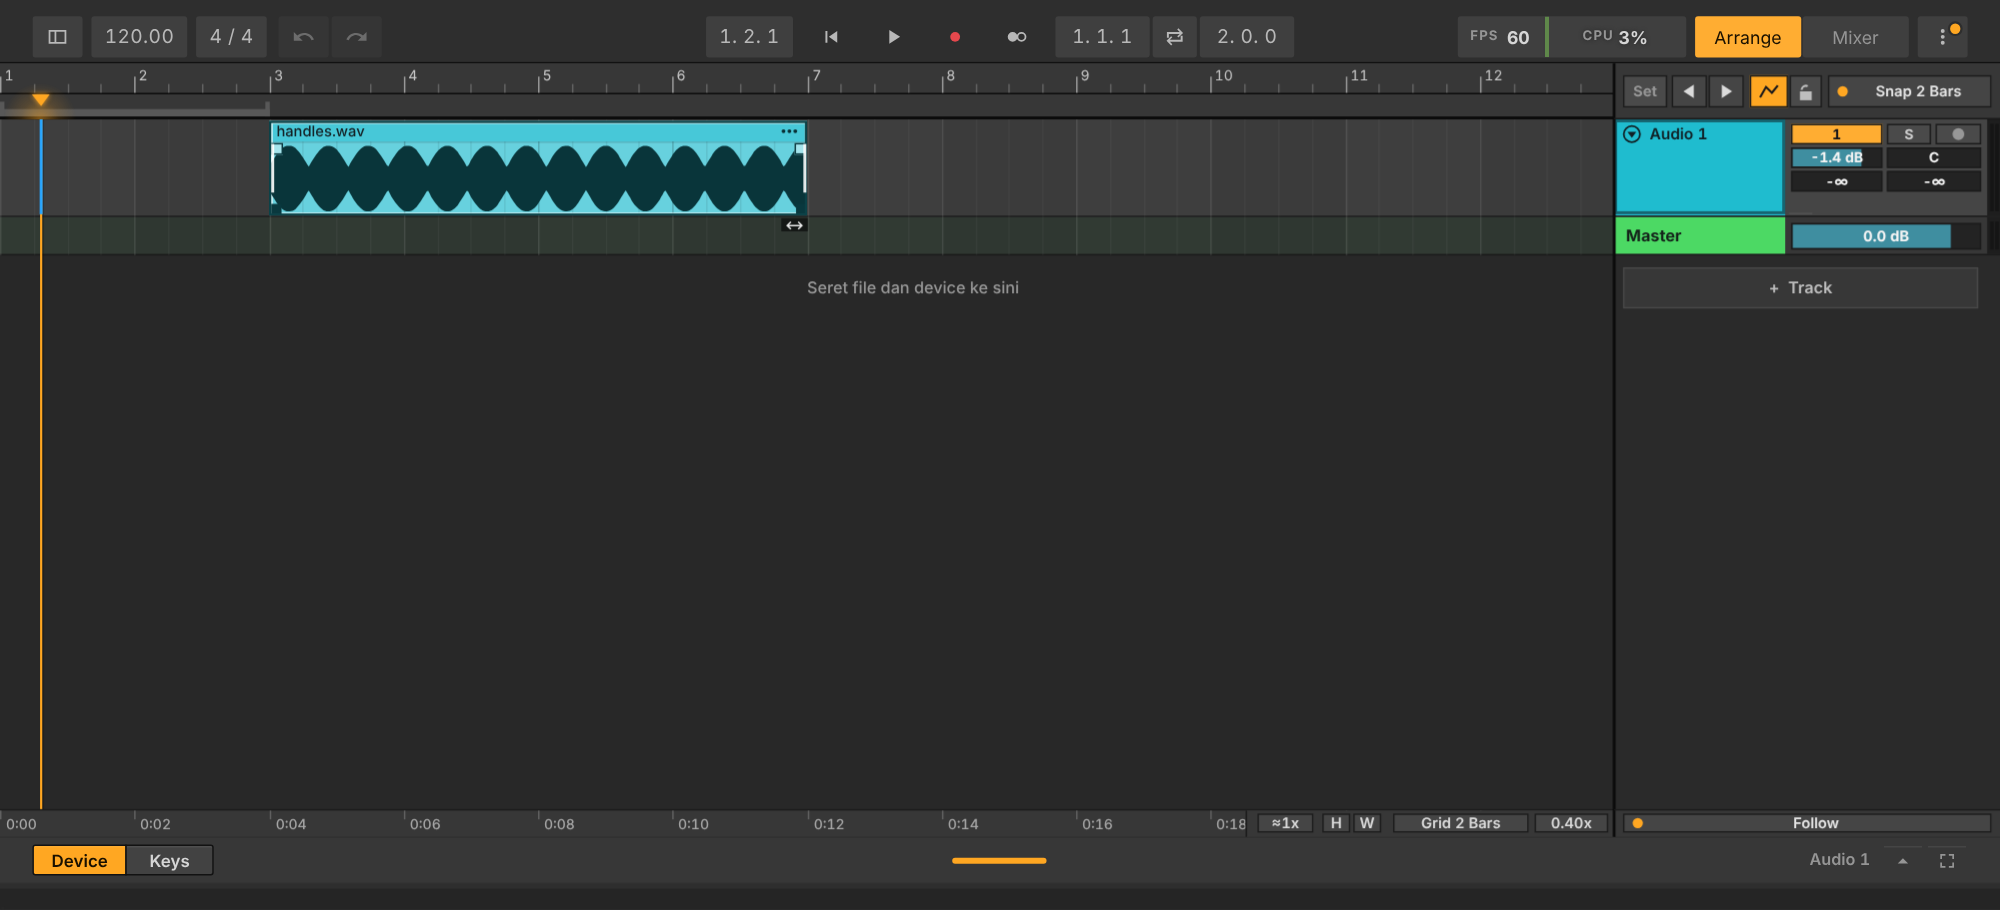 120.00 4 / 4 1. 2. 1 1. 1. 1 2. 0. 0 FPS 60 CPU 3% Arrange Mixer
1 2 3 4 5 6 7 8 9 10 11 12
Set Snap 2 Bars
handles.wav
Audio 1 1 S
-1.4 dB C
-∞ -∞
Master 0.0 dB
Seret file dan device ke sini
+ Track
0:00 0:02 0:04 0:06 0:08 0:10 0:12 0:14 0:16 0:18 ≈1x H W Grid 2 Bars 0.40x Follow
Device Keys Audio 1